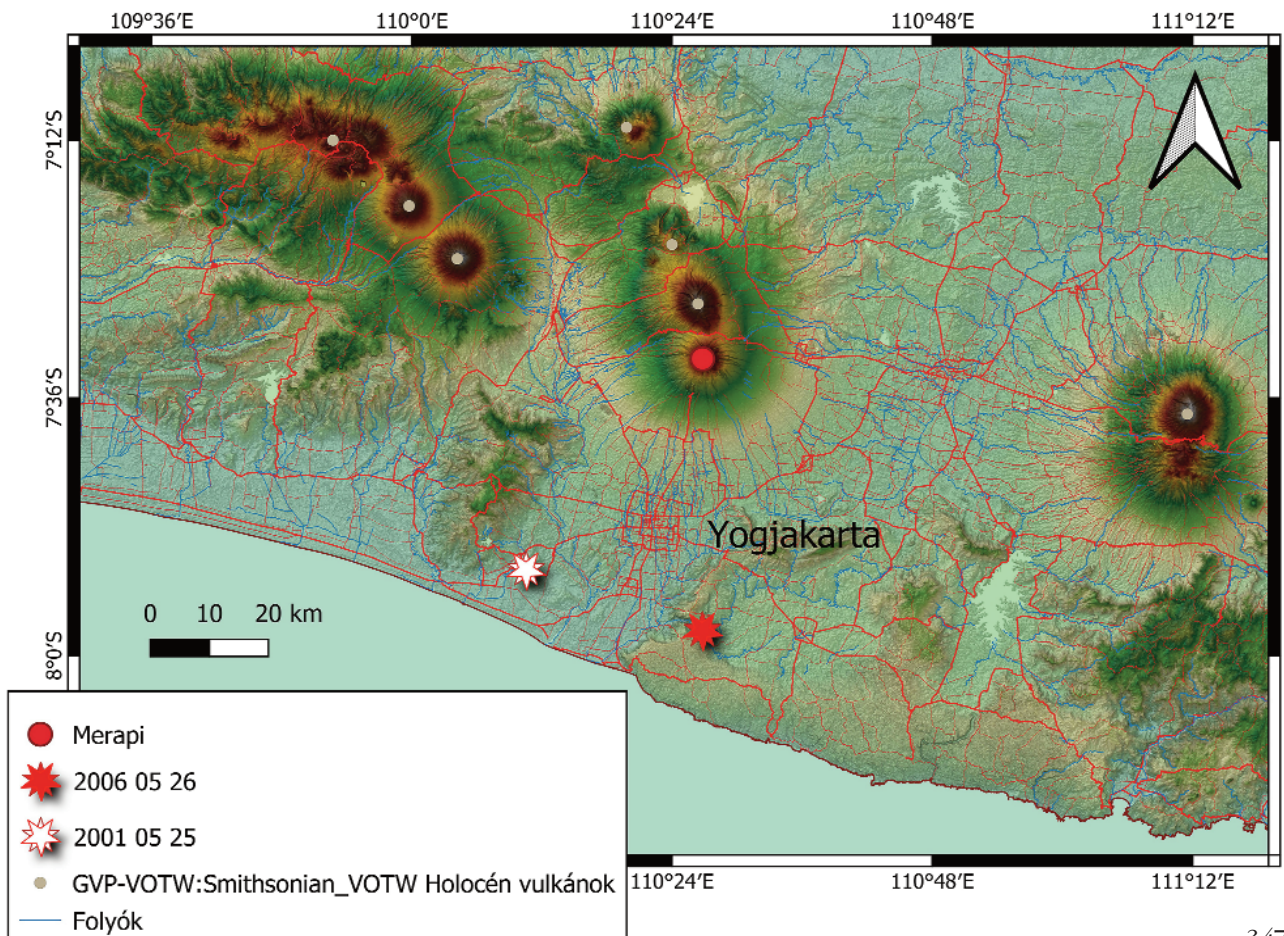 109°36′E 110°0′E 110°24′E 110°48′E 111°12′E
7°12′S
7°36′S
8°0′S
Yogjakarta
0 10 20 km
110°24′E 110°48′E 111°12′E
Merapi
2006 05 26
2001 05 25
GVP-VOTW:Smithsonian_VOTW Holocén vulkánok
Folyók